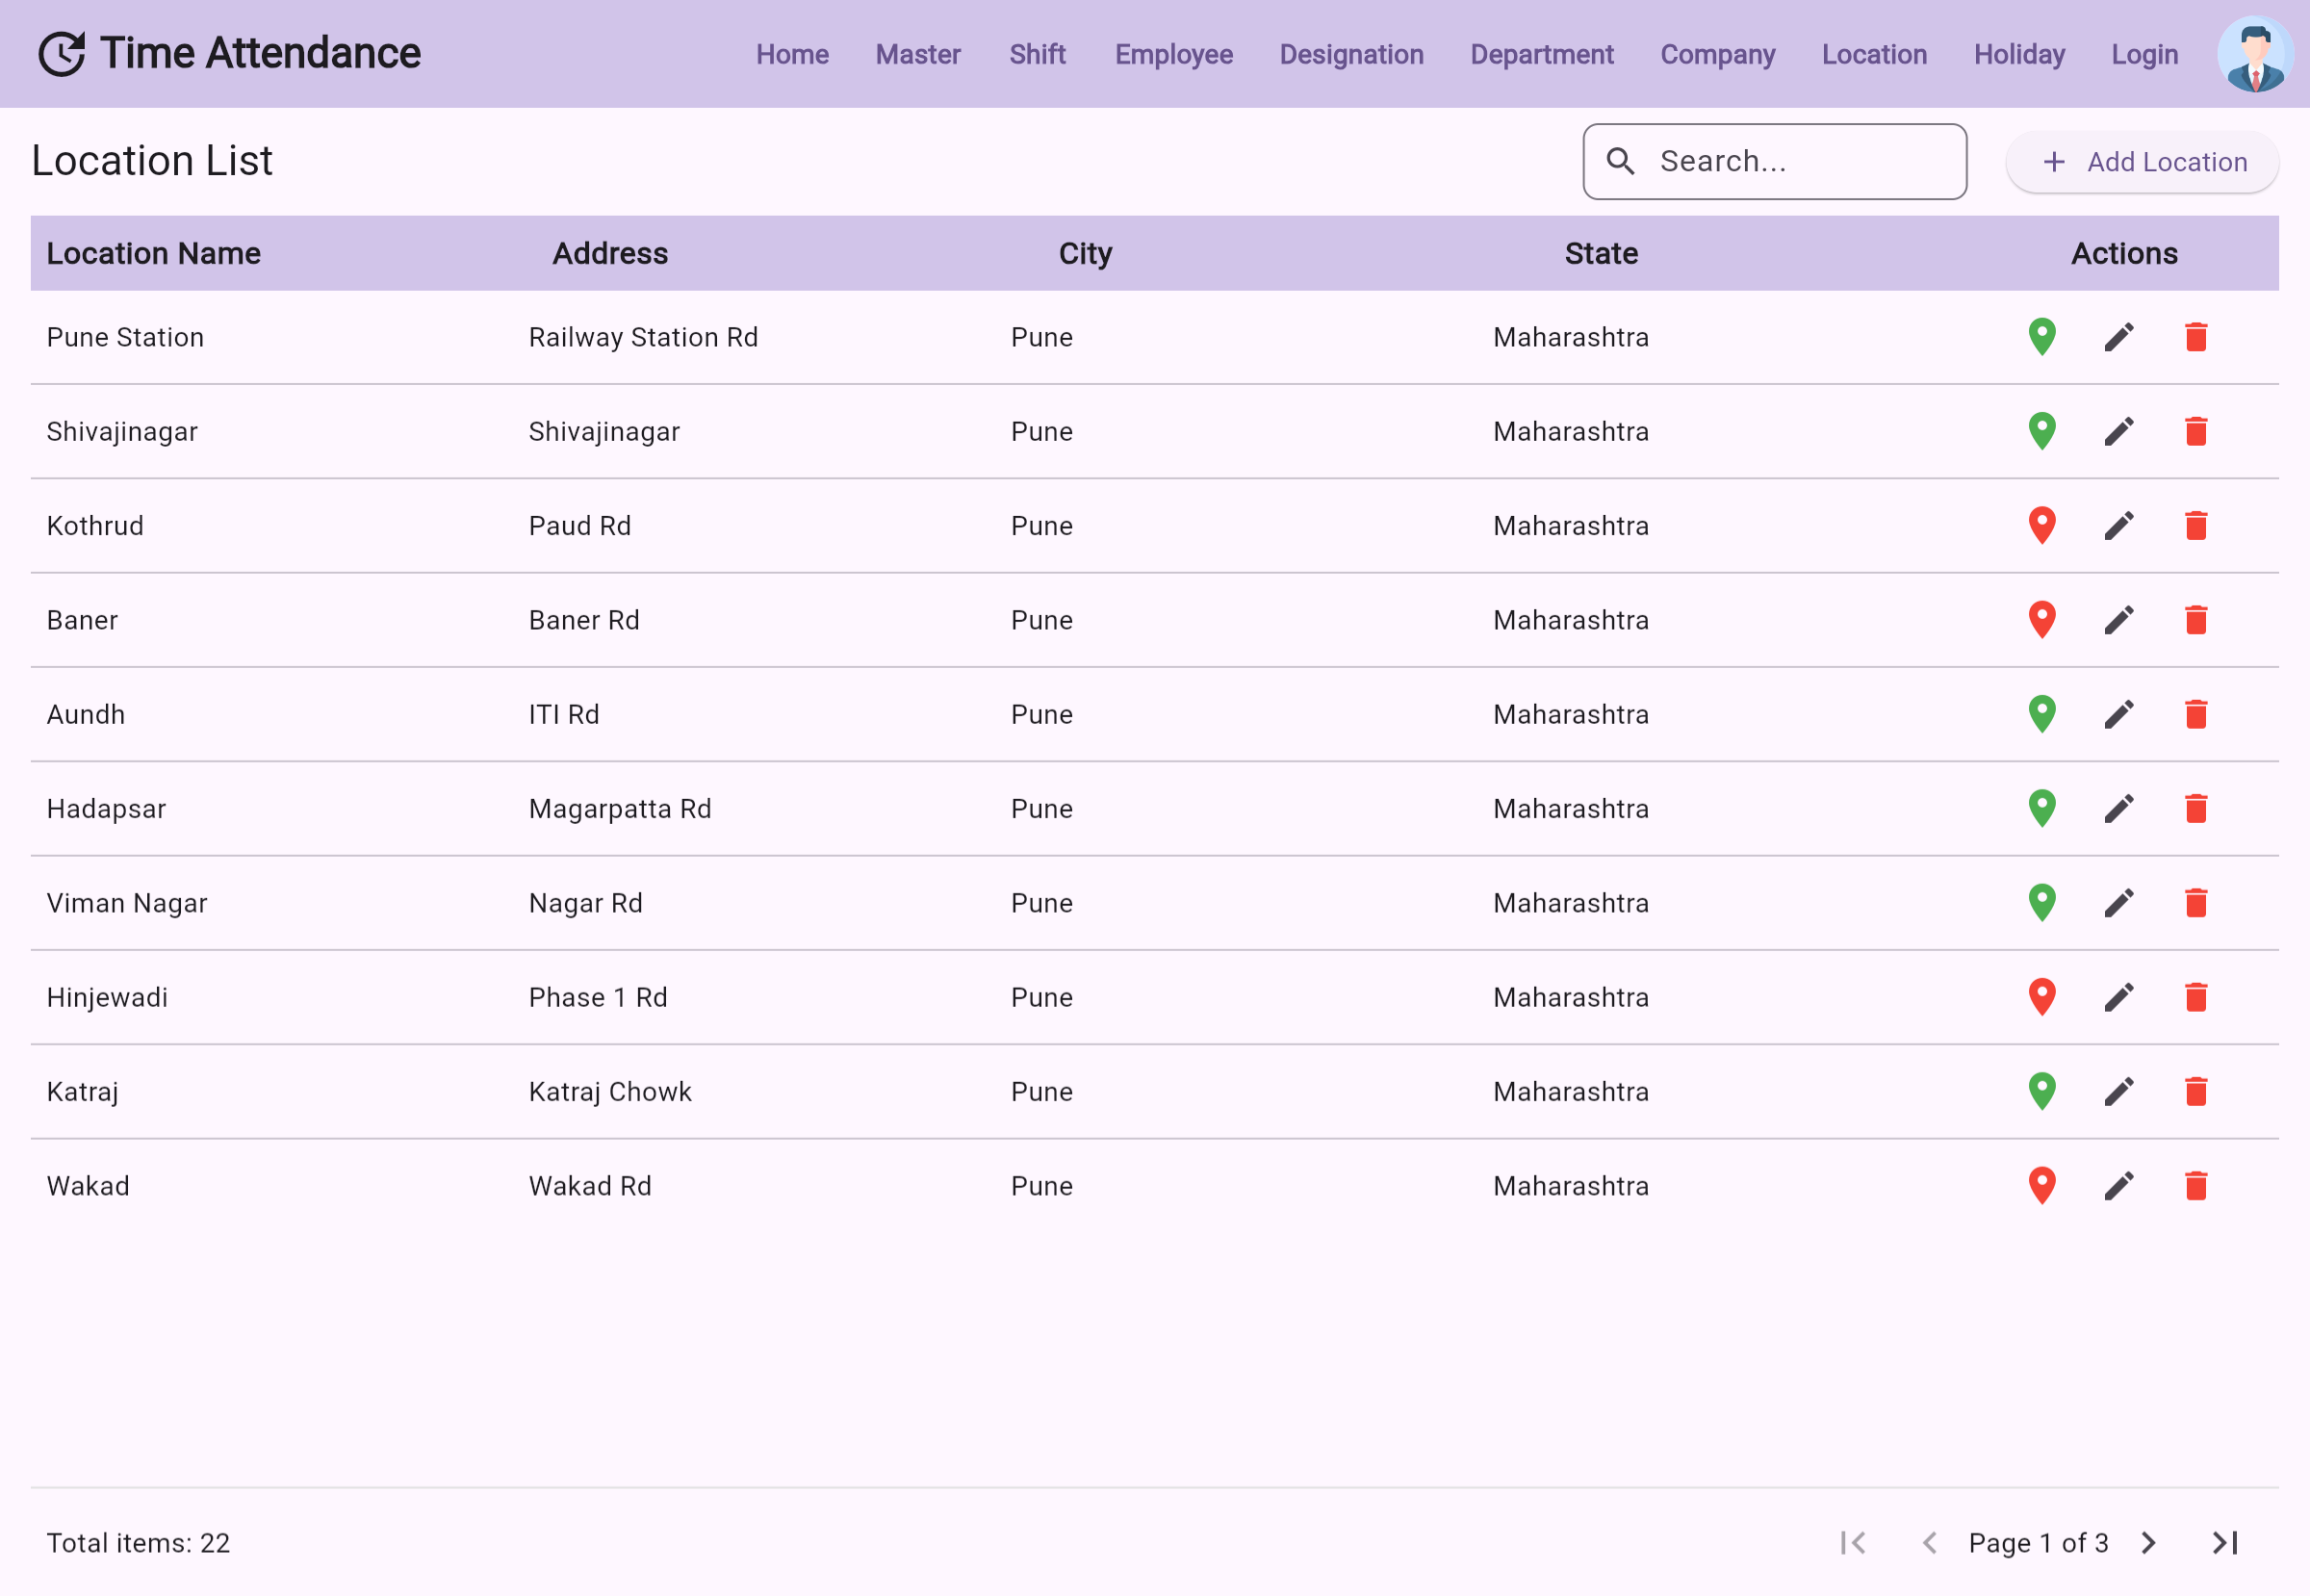 Time Attendance Home Master Shift Employee Designation Department Company Location Holiday Login
Location List Search... Add Location
Location Name Address City State Actions
Pune Station Railway Station Rd Pune Maharashtra
Shivajinagar Shivajinagar Pune Maharashtra
Kothrud Paud Rd Pune Maharashtra
Baner Baner Rd Pune Maharashtra
Aundh ITI Rd Pune Maharashtra
Hadapsar Magarpatta Rd Pune Maharashtra
Viman Nagar Nagar Rd Pune Maharashtra
Hinjewadi Phase 1 Rd Pune Maharashtra
Katraj Katraj Chowk Pune Maharashtra
Wakad Wakad Rd Pune Maharashtra
Total items: 22 Page 1 of 3